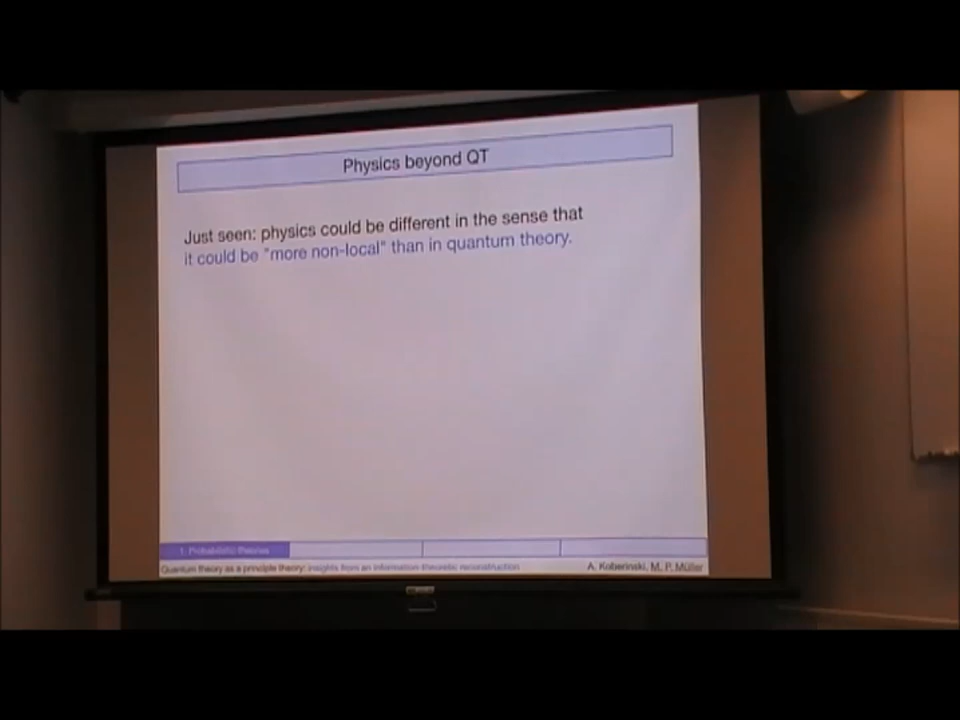 Physics beyond QT
Just seen: physics could be different in the sense that
it could be "more non-local" than in quantum theory.
1. Probabilistic theories
Quantum theory as a principle theory: insights from an information-theoretic reconstruction
A. Koberinski, M. P. Müller